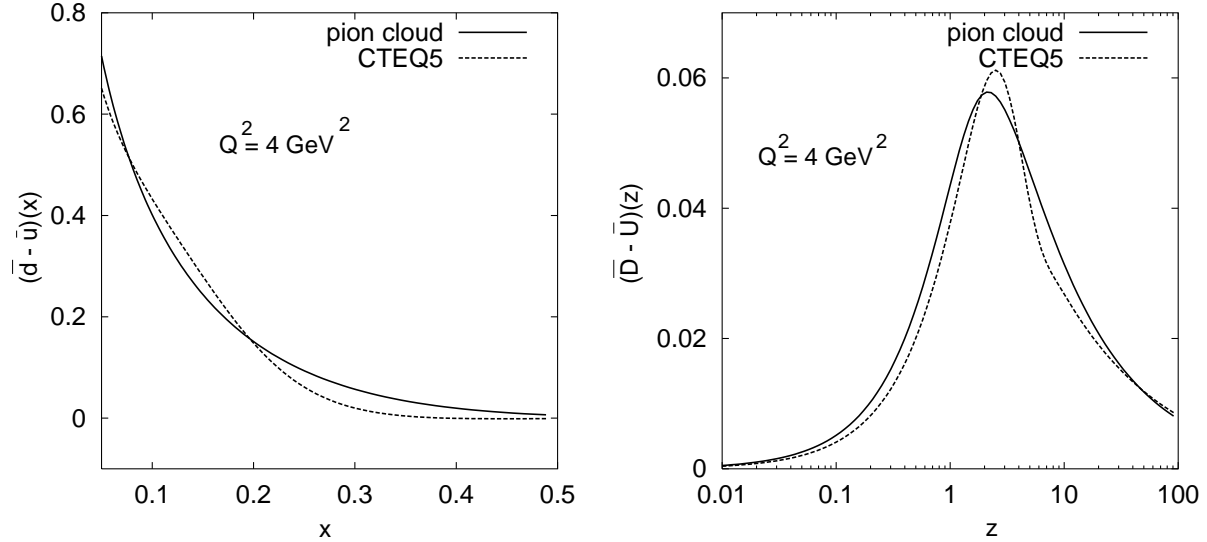 pion cloud
CTEQ5
Q² = 4 GeV²
(d̅ - u̅)(x)
0.8
0.6
0.4
0.2
0
0.1 0.2 0.3 0.4 0.5
x
pion cloud
CTEQ5
Q² = 4 GeV²
(D̅ - U̅)(z)
0.06
0.04
0.02
0
0.01 0.1 1 10 100
z